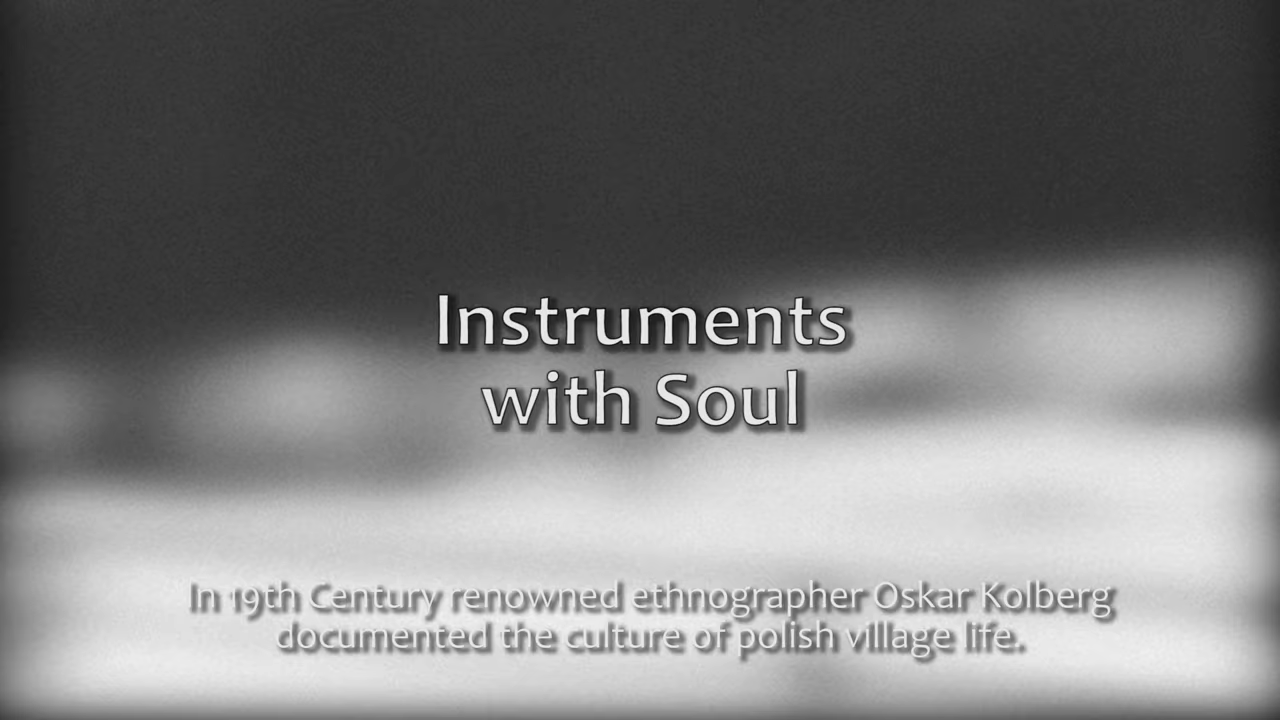 Instruments
with Soul
In 19th Century renowned ethnographer Oskar Kolberg
documented the culture of polish village life.